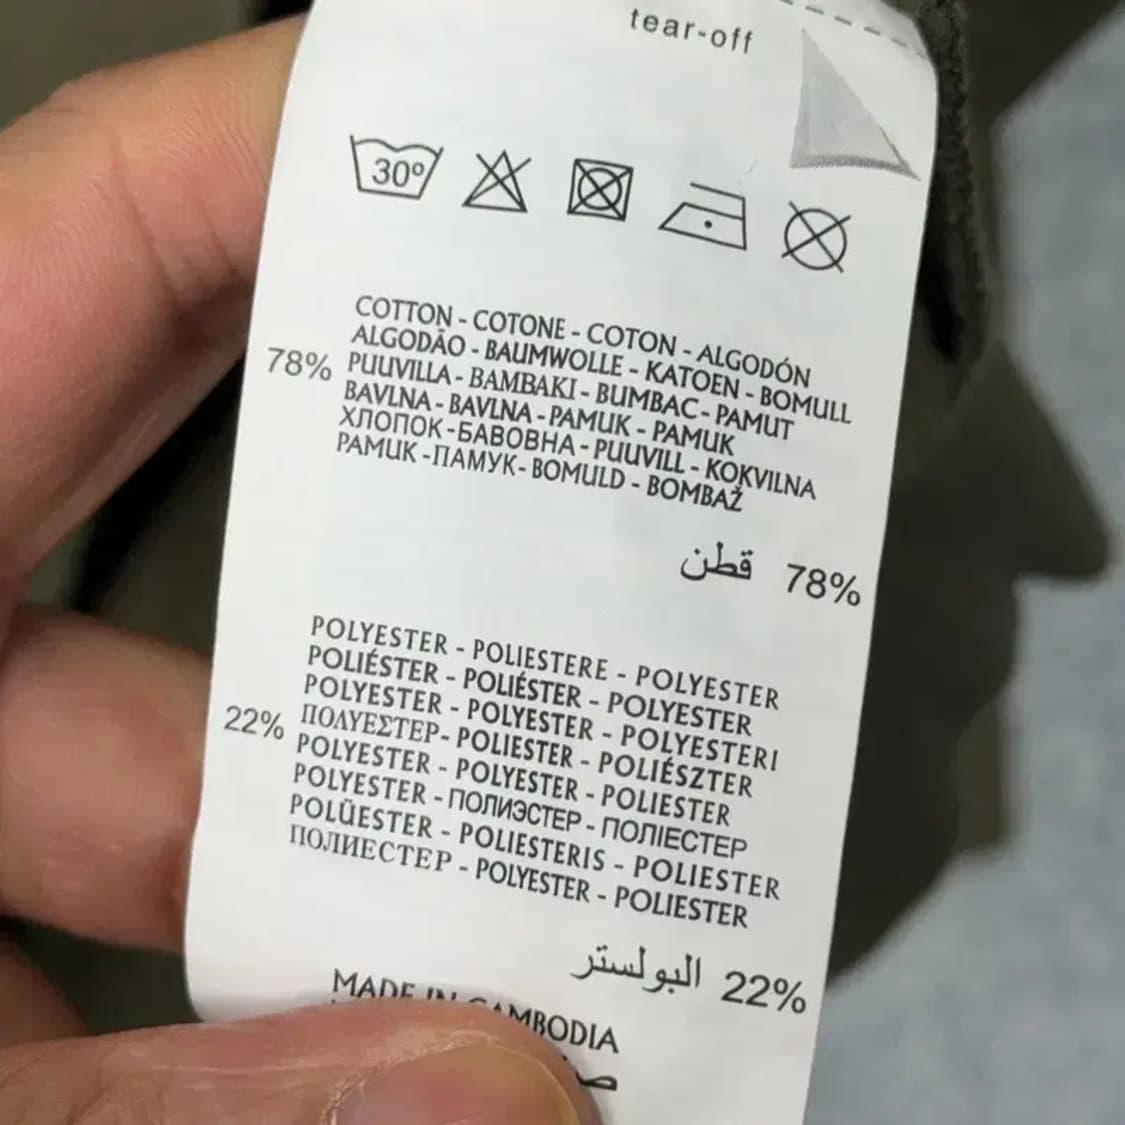 tear-off
30°
COTTON - COTONE - COTON - ALGODÓN
ALGODÃO - BAUMWOLLE - KATOEN - BOMULL
78% PUUVILLA - BAMBAKI - BUMBAC - PAMUT
BAVLNA - BAVLNA - PAMUK - PAMUK
ХЛОПОК - БАВОВНА - PUUVILL - KOKVILNA
PAMUK - ПАМУК - BOMULD - BOMBAŽ
قطن 78%
POLYESTER - POLIESTERE - POLYESTER
POLIÉSTER - POLIÉSTER - POLYESTER
POLYESTER - POLYESTER - POLYESTERI
22% ΠΟΛΥΕΣΤΕΡ - POLIESTER - POLIÉSZTER
POLYESTER - POLYESTER - POLIESTER
POLYESTER - ПОЛИЭСТЕР - ПОЛІЕСТЕР
POLÜESTER - POLIESTERIS - POLIESTER
ПОЛИЕСТЕР - POLYESTER - POLIESTER
البولستر 22%
MADE IN CAMBODIA